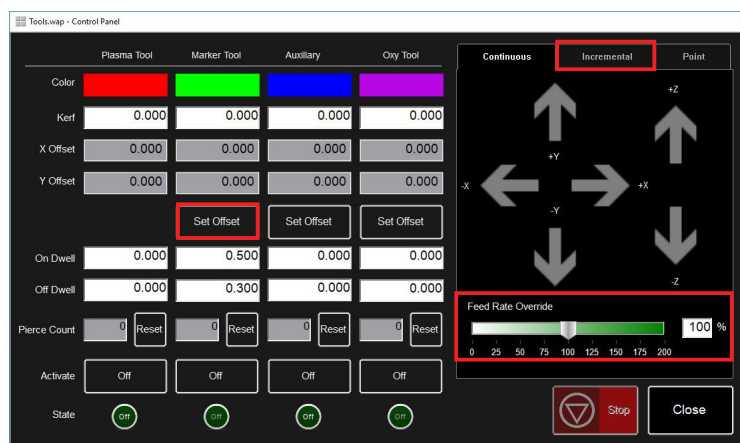 Tools.wap - Control Panel
Plasma Tool Marker Tool Auxillary Oxy Tool
Color
Kerf 0.000 0.000 0.000 0.000
X Offset 0.000 0.000 0.000 0.000
Y Offset 0.000 0.000 0.000 0.000
Set Offset Set Offset Set Offset
On Dwell 0.000 0.500 0.000 0.000
Off Dwell 0.000 0.300 0.000 0.000
Pierce Count 0 Reset 0 Reset 0 Reset 0 Reset
Activate Off Off Off Off
State Off Off Off Off
Continuous Incremental Point
+Z
+Y
-X +X
-Y
-Z
Feed Rate Override
100 %
0 25 50 75 100 125 150 175 200
Stop Close